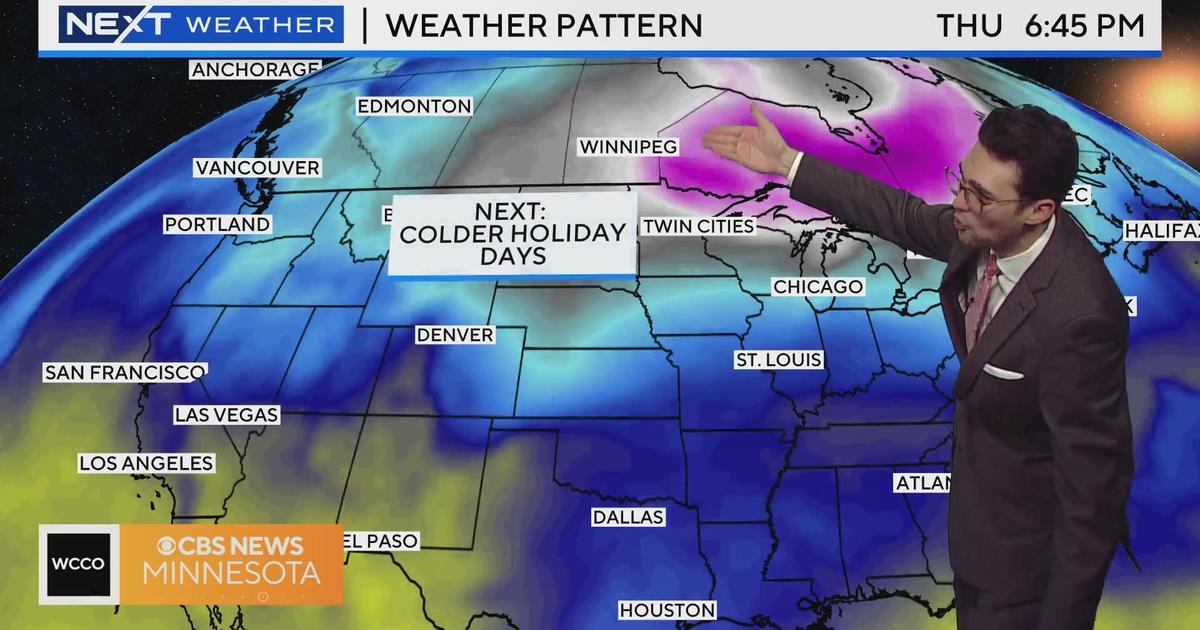 NEXT WEATHER | WEATHER PATTERN THU 6:45 PM
ANCHORAGE
EDMONTON
WINNIPEG
VANCOUVER
EC
PORTLAND
NEXT:
COLDER HOLIDAY
DAYS
TWIN CITIES
HALIFAX
CHICAGO
K
DENVER
ST. LOUIS
SAN FRANCISCO
LAS VEGAS
LOS ANGELES
ATLAN
DALLAS
EL PASO
WCCO
CBS NEWS
MINNESOTA
HOUSTON